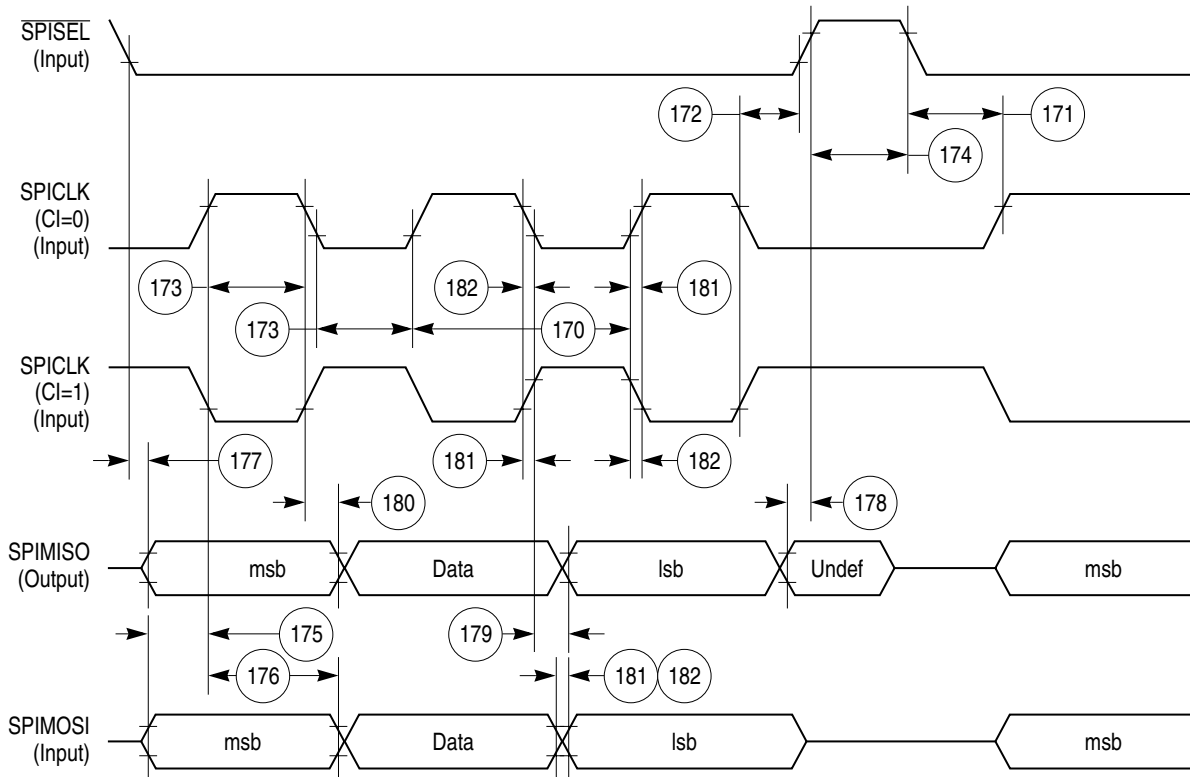 SPISEL
(Input)
172
171
174
SPICLK
(CI=0)
(Input)
173
182
181
173
170
SPICLK
(CI=1)
(Input)
177
181
182
180
178
SPIMISO
(Output)
msb
Data
lsb
Undef
msb
175
179
176
181
182
SPIMOSI
(Input)
msb
Data
lsb
msb